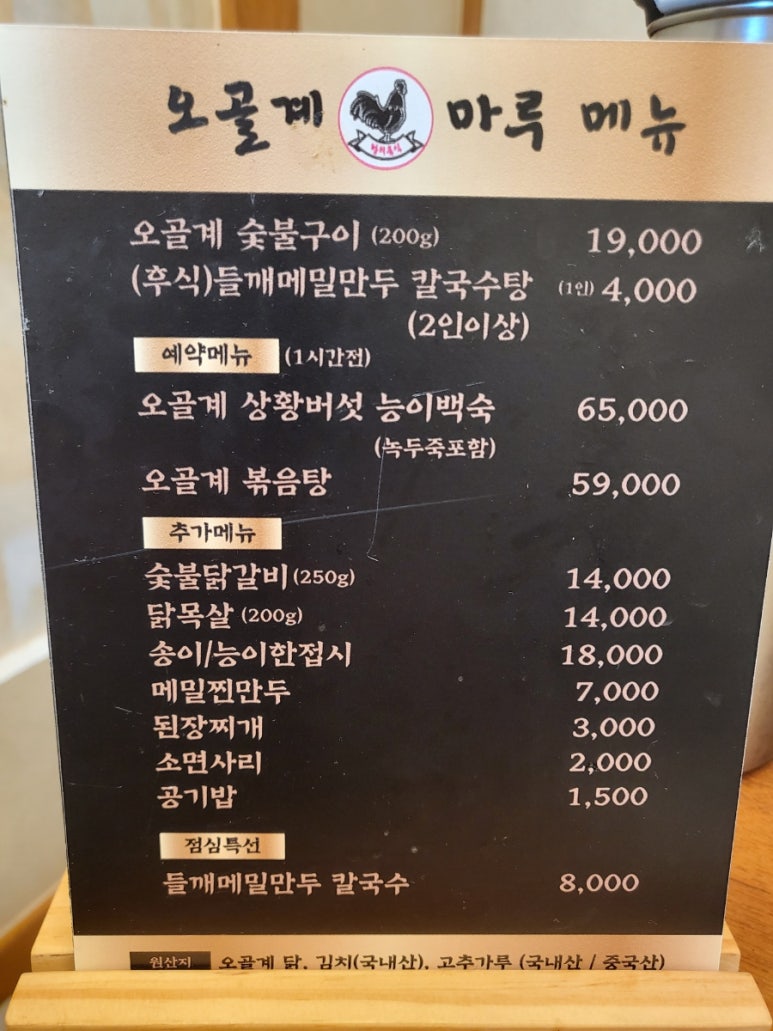 오골계 마루 메뉴
오골계 숯불구이 (200g) 19,000
(후식)들깨메밀만두 칼국수탕 (1인) 4,000
(2인이상)
예약메뉴 (1시간전)
오골계 상황버섯 능이백숙 65,000
(녹두죽포함)
오골계 볶음탕 59,000
추가메뉴
숯불닭갈비 (250g) 14,000
닭목살 (200g) 14,000
송이/능이한접시 18,000
메밀찐만두 7,000
된장찌개 3,000
소면사리 2,000
공기밥 1,500
점심특선
들깨메밀만두 칼국수 8,000
원산지 오골계 닭, 김치(국내산), 고추가루 (국내산 / 중국산)